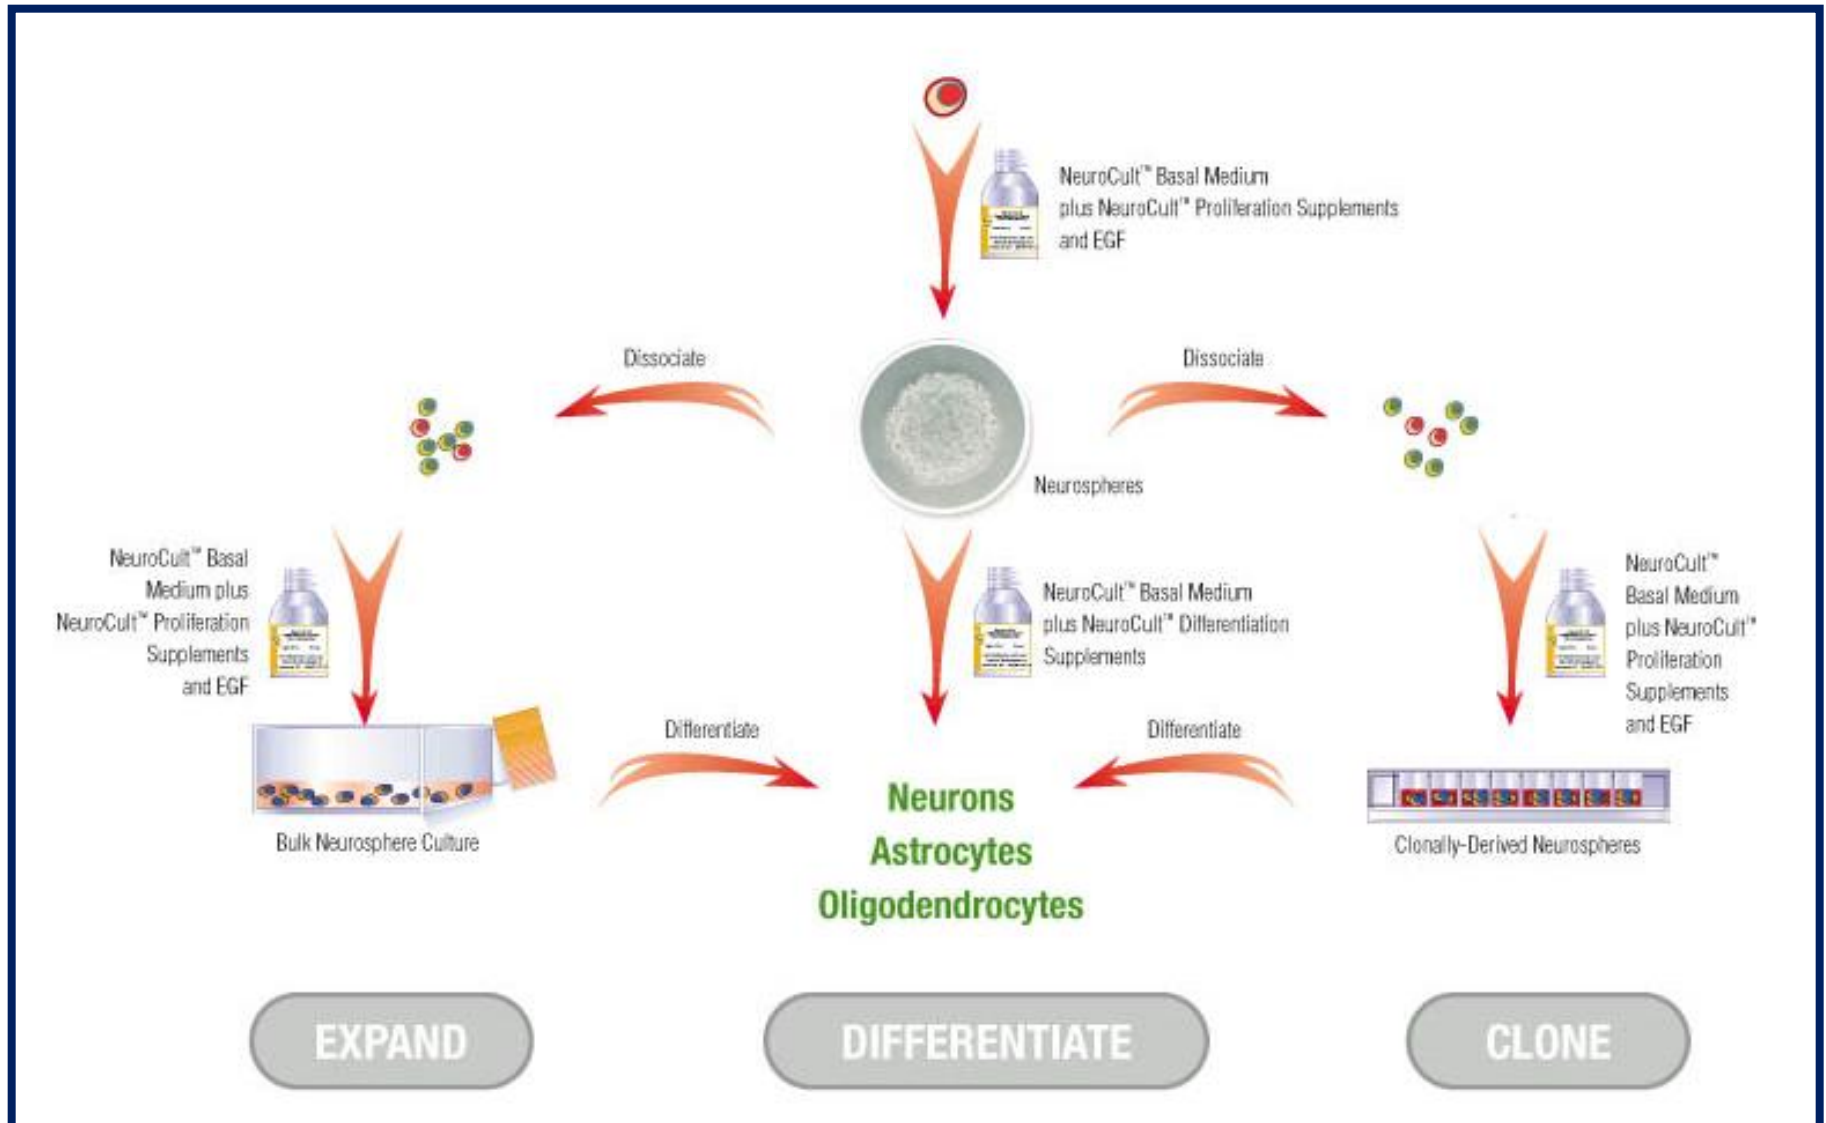 NeuroCult™ Basal Medium
plus NeuroCult™ Proliferation Supplements
and EGF
Dissociate
Dissociate
Neurospheres
NeuroCult™ Basal
Medium plus
NeuroCult™ Proliferation
Supplements
and EGF
NeuroCult™ Basal Medium
plus NeuroCult™ Differentiation
Supplements
NeuroCult™
Basal Medium
plus NeuroCult™
Proliferation
Supplements
and EGF
Differentiate
Differentiate
Neurons
Astrocytes
Oligodendrocytes
Bulk Neurosphere Culture
Clonally-Derived Neurospheres
EXPAND
DIFFERENTIATE
CLONE